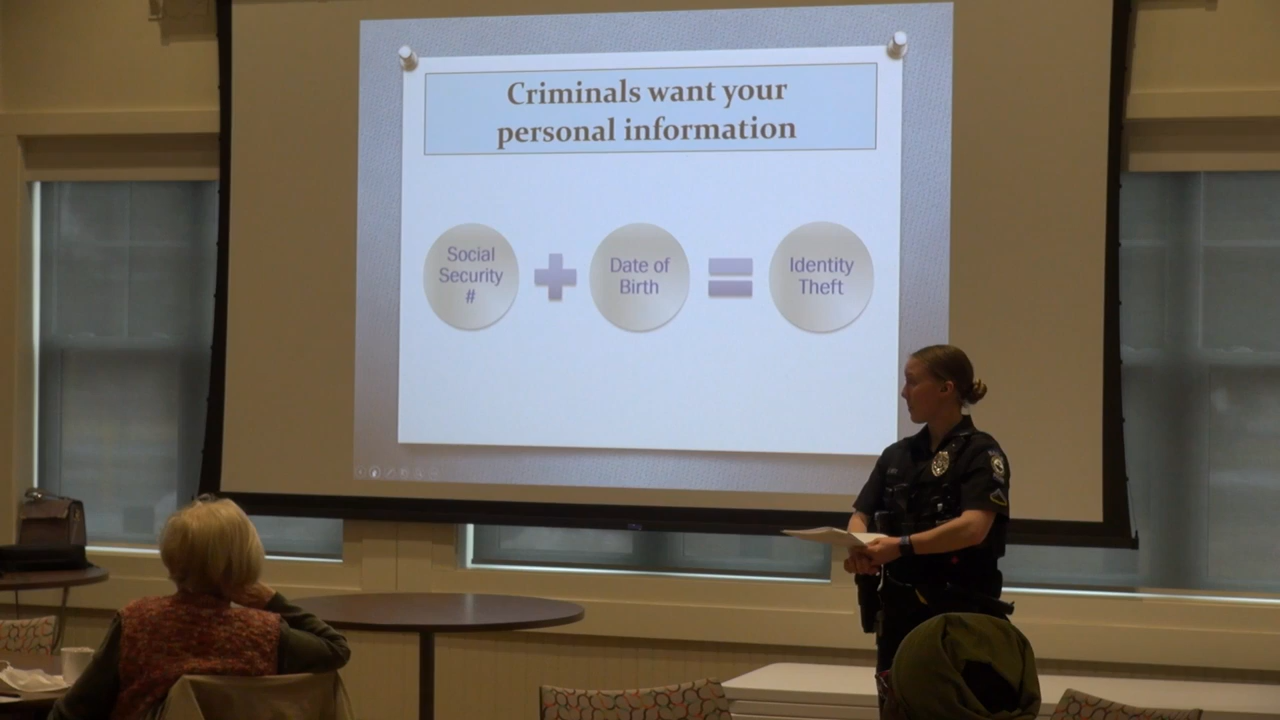 Criminals want your
personal information
Social
Security
#
Date of
Birth
Identity
Theft